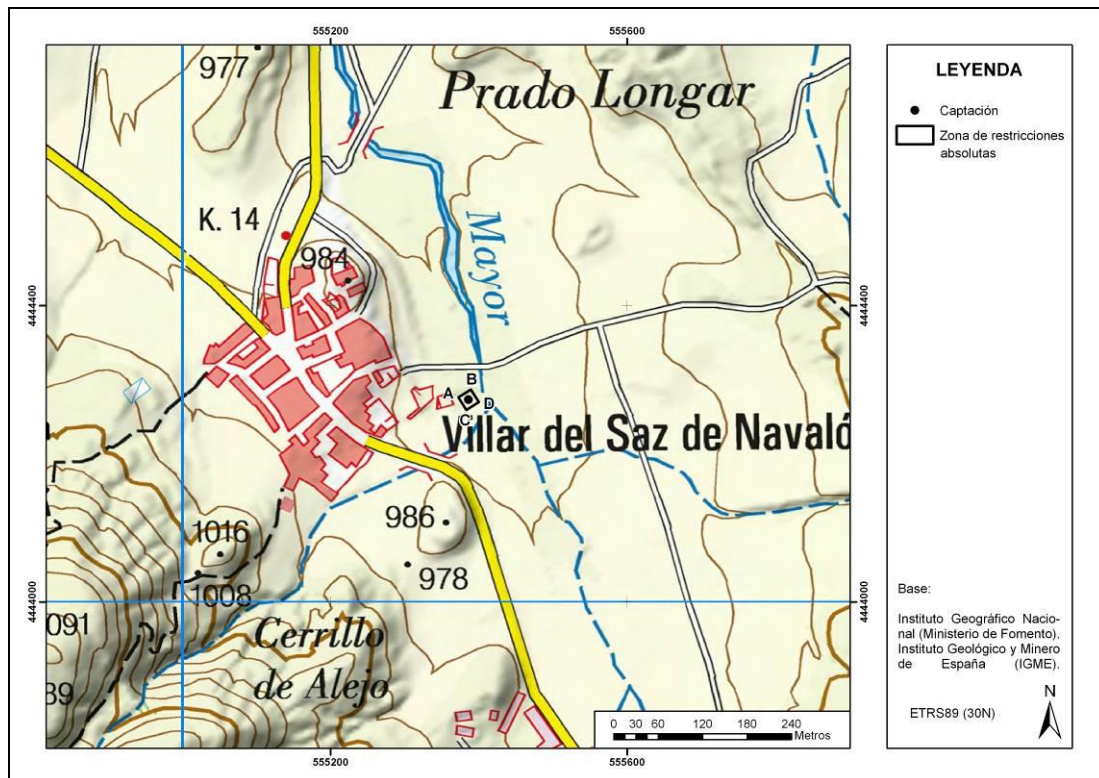 555200
555600
977
Prado Longar
K. 14
Mayor
984
4444400
4444400
B
A
D
C
Villar del Saz de Navaló
986
978
1016
1008
4444000
4444000
091
Cerrillo
de Alejo
39
0 30 60 120 180 240
Metros
555200
555600
LEYENDA
Captación
Zona de restricciones
absolutas
Base:
Instituto Geográfico Nacio-
nal (Ministerio de Fomento).
Instituto Geológico y Minero
de España (IGME).
N
ETRS89 (30N)